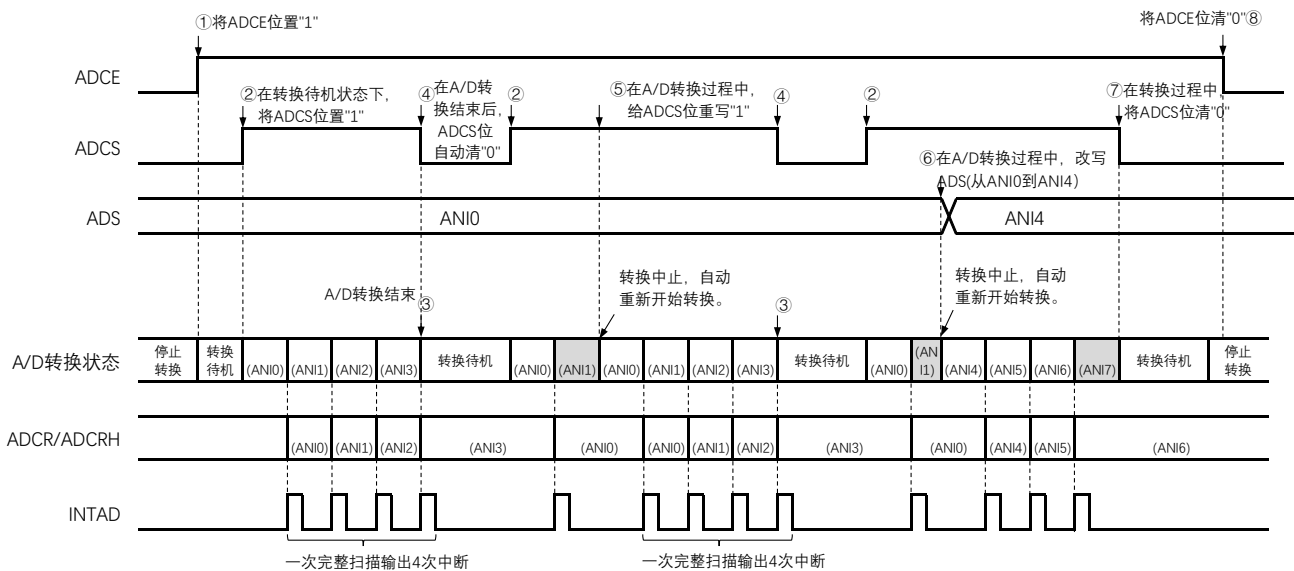 ①将ADCE位置"1"
将ADCE位清"0"⑧
ADCE
②在转换待机状态下，
将ADCS位置"1"
④在A/D转
换结束后，
ADCS位
自动清"0"
②
⑤在A/D转换过程中，
给ADCS位重写"1"
④
②
⑦在转换过程中，
将ADCS位清"0"
ADCS
⑥在A/D转换过程中，改写
ADS(从ANI0到ANI4）
ADS
ANI0
ANI4
A/D转换结束
③
转换中止，自动
重新开始转换。
③
转换中止，自动
重新开始转换。
A/D转换状态
停止
转换
转换
待机
(ANI0)
(ANI1)
(ANI2)
(ANI3)
转换待机
(ANI0)
(ANI1)
(ANI0)
(ANI1)
(ANI2)
(ANI3)
转换待机
(ANI0)
(AN
I1)
(ANI4)
(ANI5)
(ANI6)
(ANI7)
转换待机
停止
转换
ADCR/ADCRH
(ANI0)
(ANI1)
(ANI2)
(ANI3)
(ANI0)
(ANI0)
(ANI1)
(ANI2)
(ANI3)
(ANI0)
(ANI4)
(ANI5)
(ANI6)
INTAD
一次完整扫描输出4次中断
一次完整扫描输出4次中断